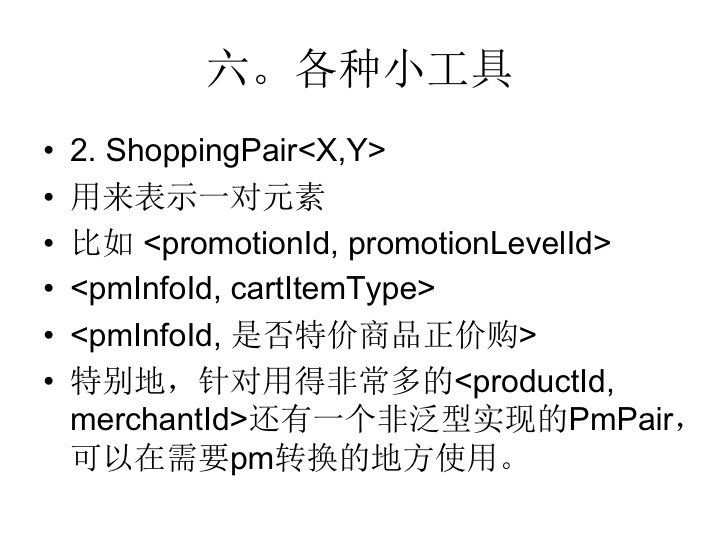 六。各种小工具
• 2. ShoppingPair<X,Y>
• 用来表示一对元素
• 比如 <promotionId, promotionLevelId>
• <pmInfoId, cartItemType>
• <pmInfoId, 是否特价商品正价购>
• 特别地，针对用得非常多的<productId,
merchantId>还有一个非泛型实现的PmPair，
可以在需要pm转换的地方使用。